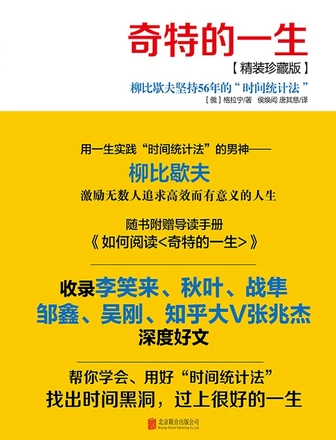 奇特的一生
【精装珍藏版】
柳比歇夫坚持56年的“时间统计法”
[俄] 格拉宁/著 侯焕闳 唐其慈/译
用一生实践“时间统计法”的男神——
柳比歇夫
激励无数人追求高效而有意义的人生
随书附赠导读手册
《如何阅读<奇特的一生>》
收录李笑来、秋叶、战隼
邹鑫、吴刚、知乎大V张兆杰
深度好文
帮你学会、用好“时间统计法”
找出时间黑洞，过上很好的一生
北京联合出版公司